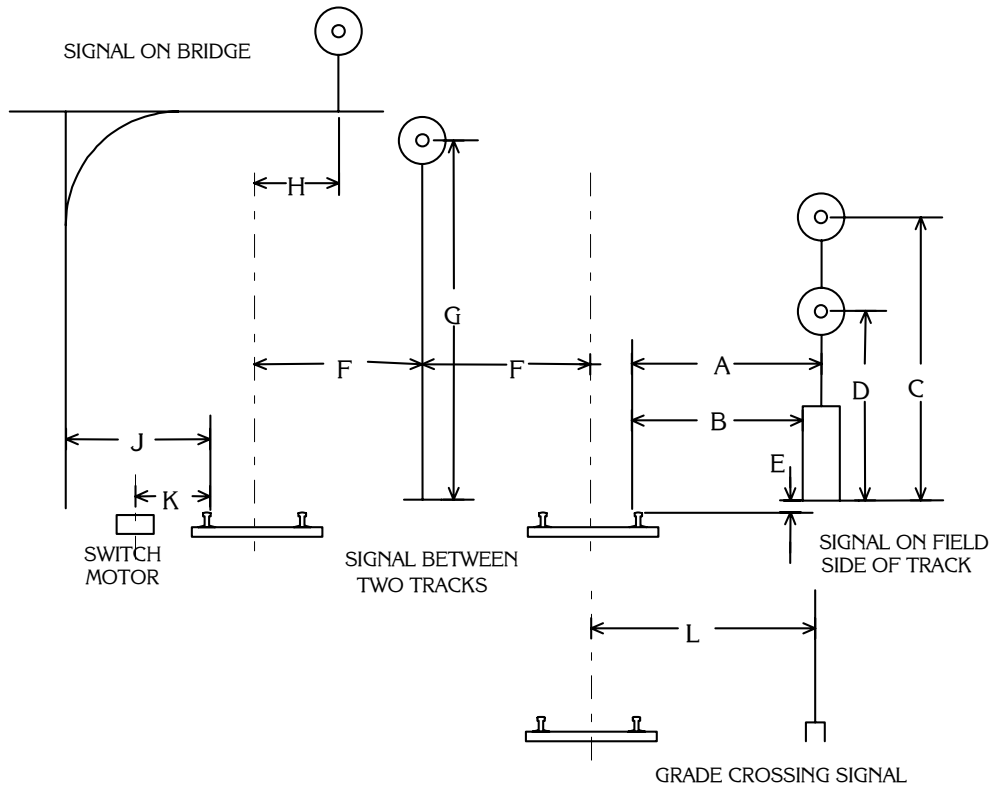 SIGNAL ON BRIDGE
H
G
F
F
A
D
C
B
J
E
K
SWITCH
MOTOR
SIGNAL BETWEEN
TWO TRACKS
SIGNAL ON FIELD
SIDE OF TRACK
L
GRADE CROSSING SIGNAL